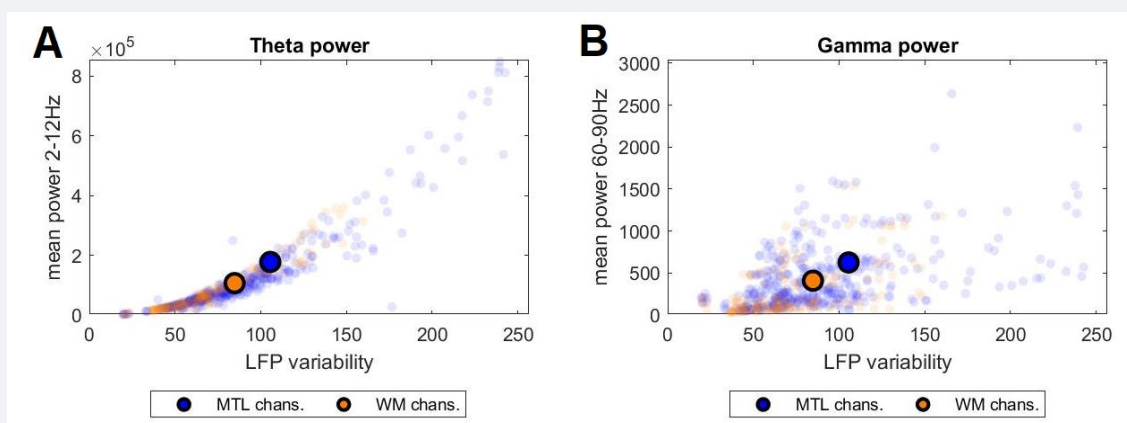 A
×10⁵
Theta power
8
6
4
2
0
mean power 2-12Hz
0 50 100 150 200 250
LFP variability
MTL chans. WM chans.
B
Gamma power
3000
2500
2000
1500
1000
500
0
mean power 60-90Hz
0 50 100 150 200 250
LFP variability
MTL chans. WM chans.